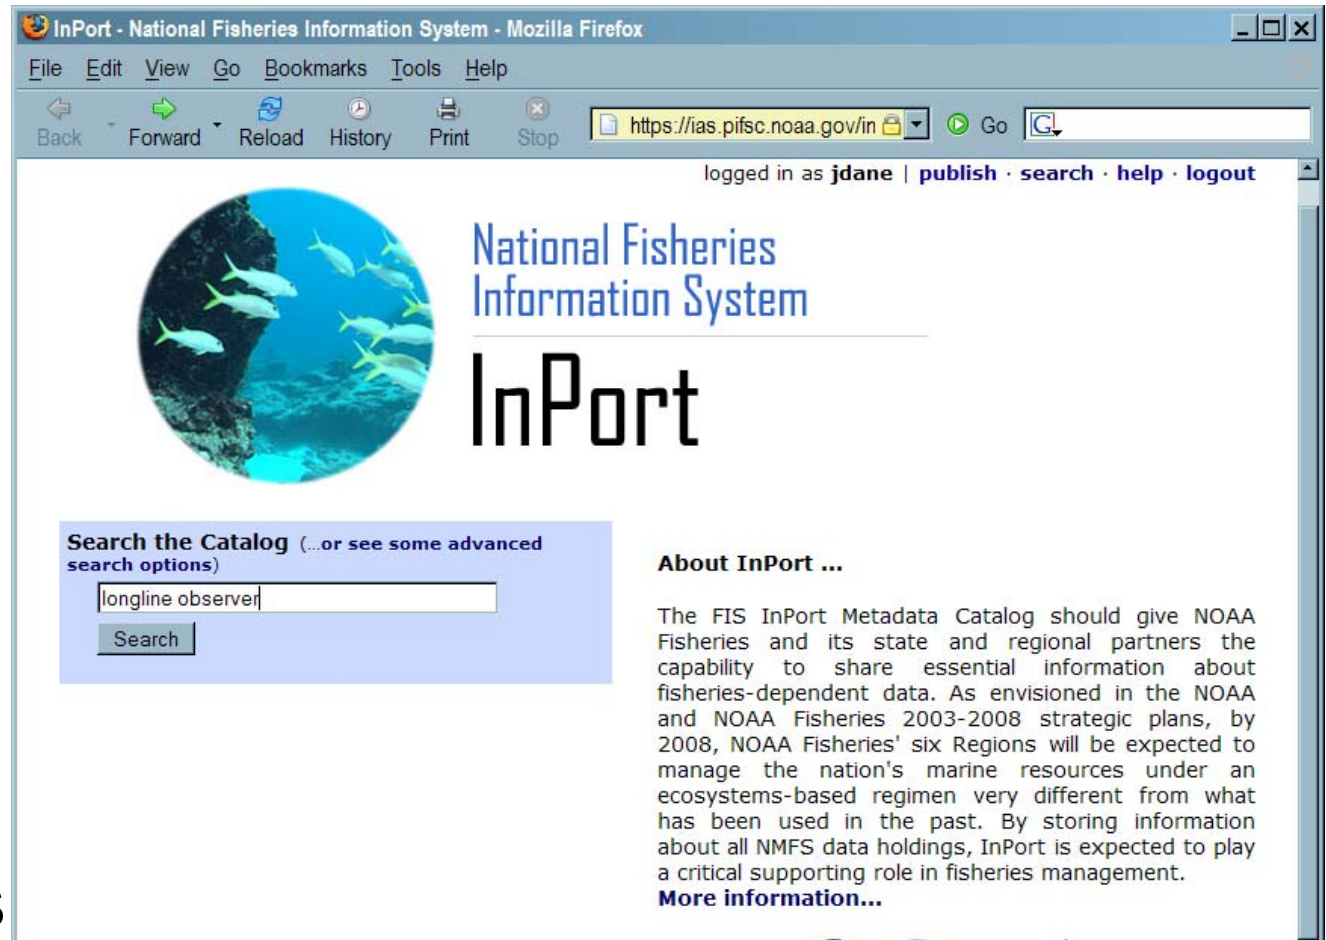 InPort - National Fisheries Information System - Mozilla Firefox
File Edit View Go Bookmarks Tools Help
Back Forward Reload History Print Stop https://ias.pifsc.noaa.gov/in Go G
logged in as jdane | publish · search · help · logout
National Fisheries
Information System
InPort
Search the Catalog (...or see some advanced
search options)
longline observer
Search
About InPort ...
The FIS InPort Metadata Catalog should give NOAA
Fisheries and its state and regional partners the
capability to share essential information about
fisheries-dependent data. As envisioned in the NOAA
and NOAA Fisheries 2003-2008 strategic plans, by
2008, NOAA Fisheries' six Regions will be expected to
manage the nation's marine resources under an
ecosystems-based regimen very different from what
has been used in the past. By storing information
about all NMFS data holdings, InPort is expected to play
a critical supporting role in fisheries management.
More information...